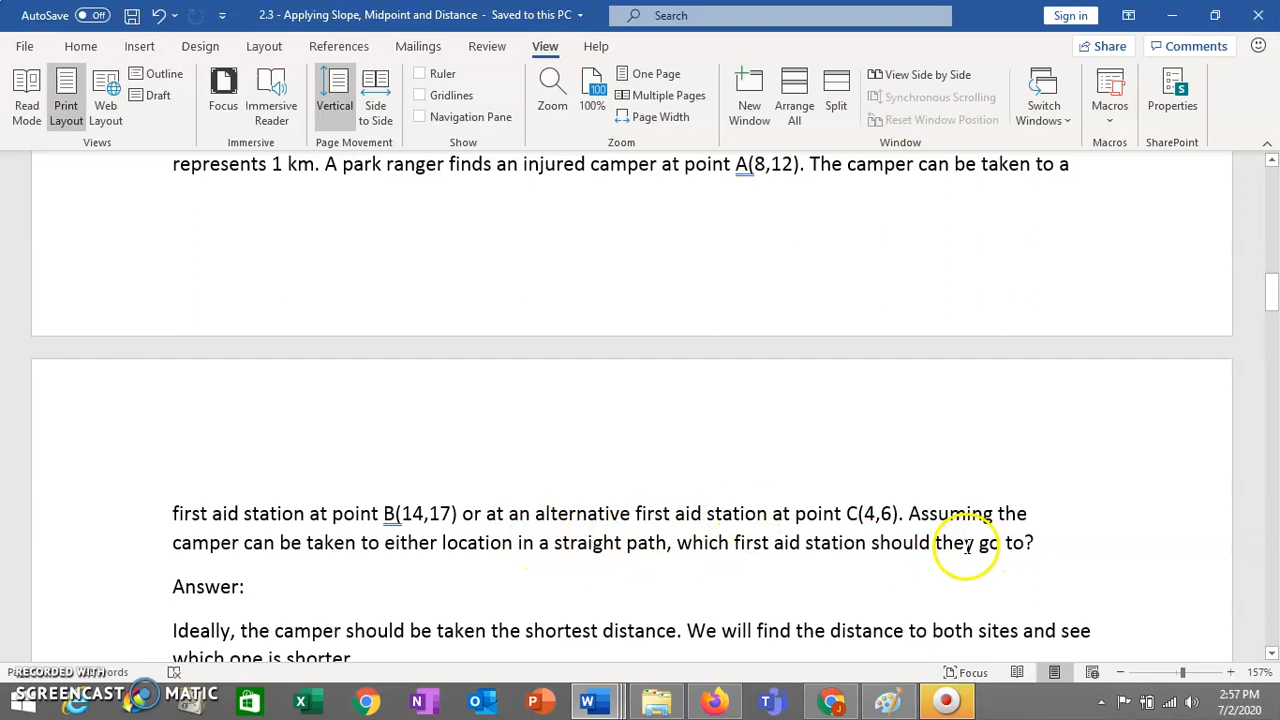 AutoSave Off 2.3 - Applying Slope, Midpoint and Distance - Saved to this PC Search Sign in
File Home Insert Design Layout References Mailings Review View Help Share Comments
Read Mode
Print Layout
Web Layout
Outline
Draft
Views
Focus
Immersive Reader
Immersive
Vertical
Side to Side
Page Movement
Ruler
Gridlines
Navigation Pane
Show
Zoom
100
100%
One Page
Multiple Pages
Page Width
Zoom
New Window
Arrange All
Split
View Side by Side
Synchronous Scrolling
Reset Window Position
Switch Windows
Window
Macros
Macros
Properties
SharePoint
represents 1 km. A park ranger finds an injured camper at point A(8,12). The camper can be taken to a
first aid station at point B(14,17) or at an alternative first aid station at point C(4,6). Assuming the
camper can be taken to either location in a straight path, which first aid station should they go to?
Answer:
Ideally, the camper should be taken the shortest distance. We will find the distance to both sites and see
which one is shorter.
Focus 157%
RECORDED WITH
SCREENCAST MATIC
2:57 PM
7/2/2020